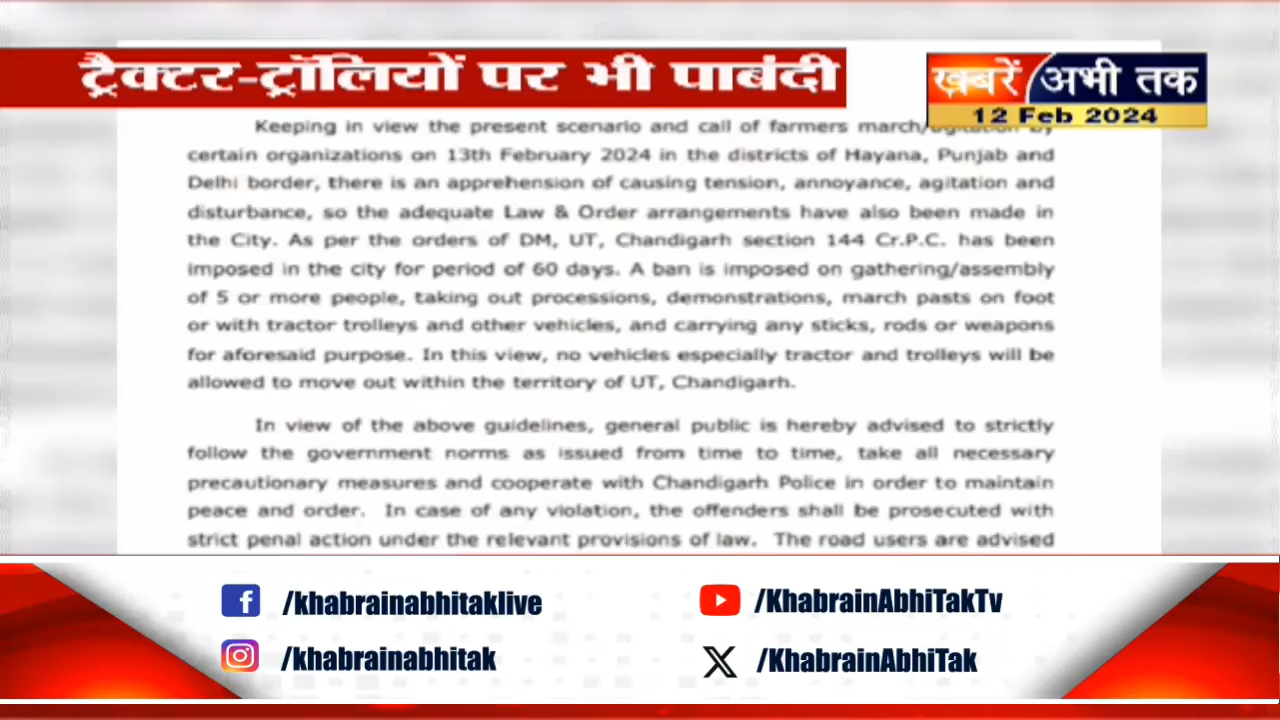 ट्रैक्टर-ट्रॉलियों पर भी पाबंदी
ख़बरें अभी तक
12 Feb 2024
Keeping in view the present scenario and call of farmers march/agitation by
certain organizations on 13th February 2024 in the districts of Hayana, Punjab and
Delhi border, there is an apprehension of causing tension, annoyance, agitation and
disturbance, so the adequate Law & Order arrangements have also been made in
the City. As per the orders of DM, UT, Chandigarh section 144 Cr.P.C. has been
imposed in the city for period of 60 days. A ban is imposed on gathering/assembly
of 5 or more people, taking out processions, demonstrations, march pasts on foot
or with tractor trolleys and other vehicles, and carrying any sticks, rods or weapons
for aforesaid purpose. In this view, no vehicles especially tractor and trolleys will be
allowed to move out within the territory of UT, Chandigarh.
In view of the above guidelines, general public is hereby advised to strictly
follow the government norms as issued from time to time, take all necessary
precautionary measures and cooperate with Chandigarh Police in order to maintain
peace and order. In case of any violation, the offenders shall be prosecuted with
strict penal action under the relevant provisions of law. The road users are advised
/khabrainabhitaklive
/KhabrainAbhiTakTv
/khabrainabhitak
/KhabrainAbhiTak